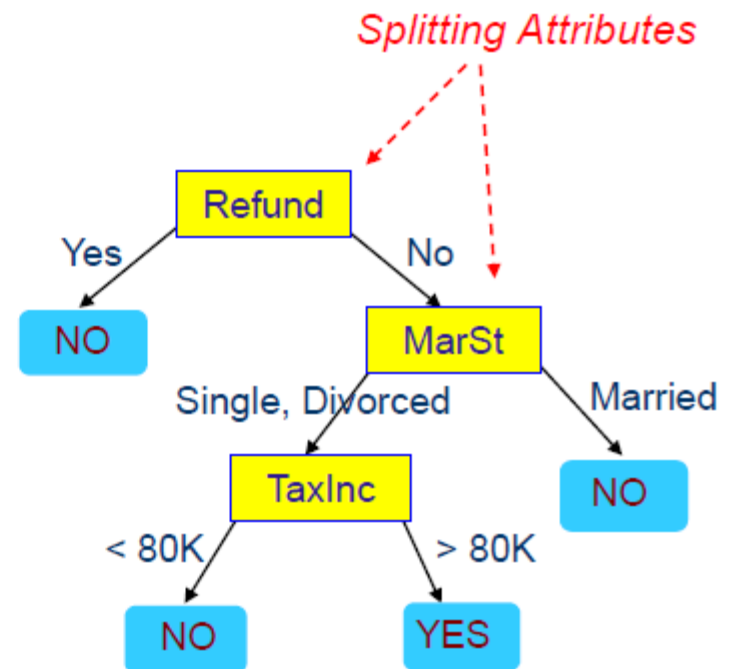 Splitting Attributes
Refund
Yes
No
NO
MarSt
Single, Divorced
Married
TaxInc
NO
< 80K
> 80K
NO
YES